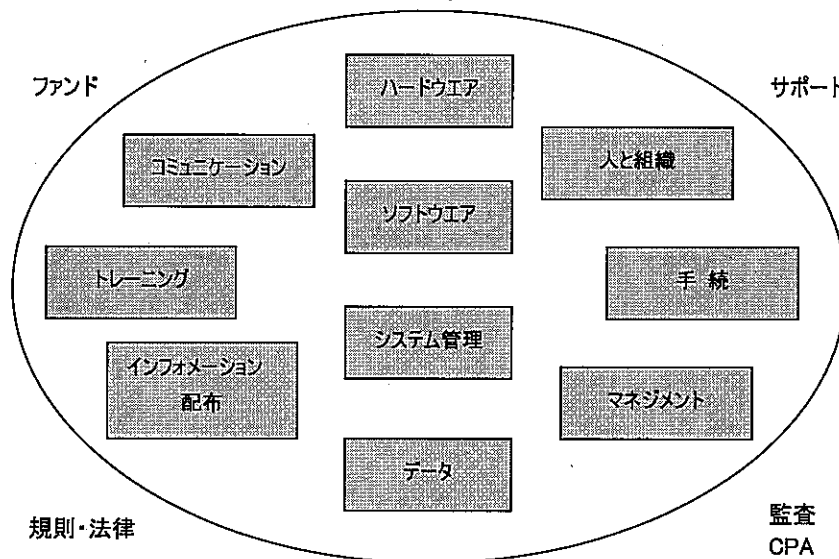 ファンド
ハードウエア
サポート
コミュニケーション
人と組織
ソフトウエア
トレーニング
手 続
システム管理
インフォメーション
配布
マネジメント
データ
規則・法律
監査
CPA